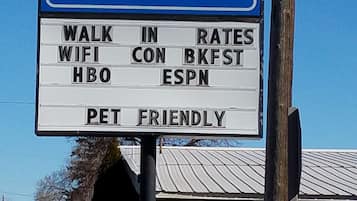 WALK IN RATES
WIFI CON BKFST
HBO ESPN
PET FRIENDLY